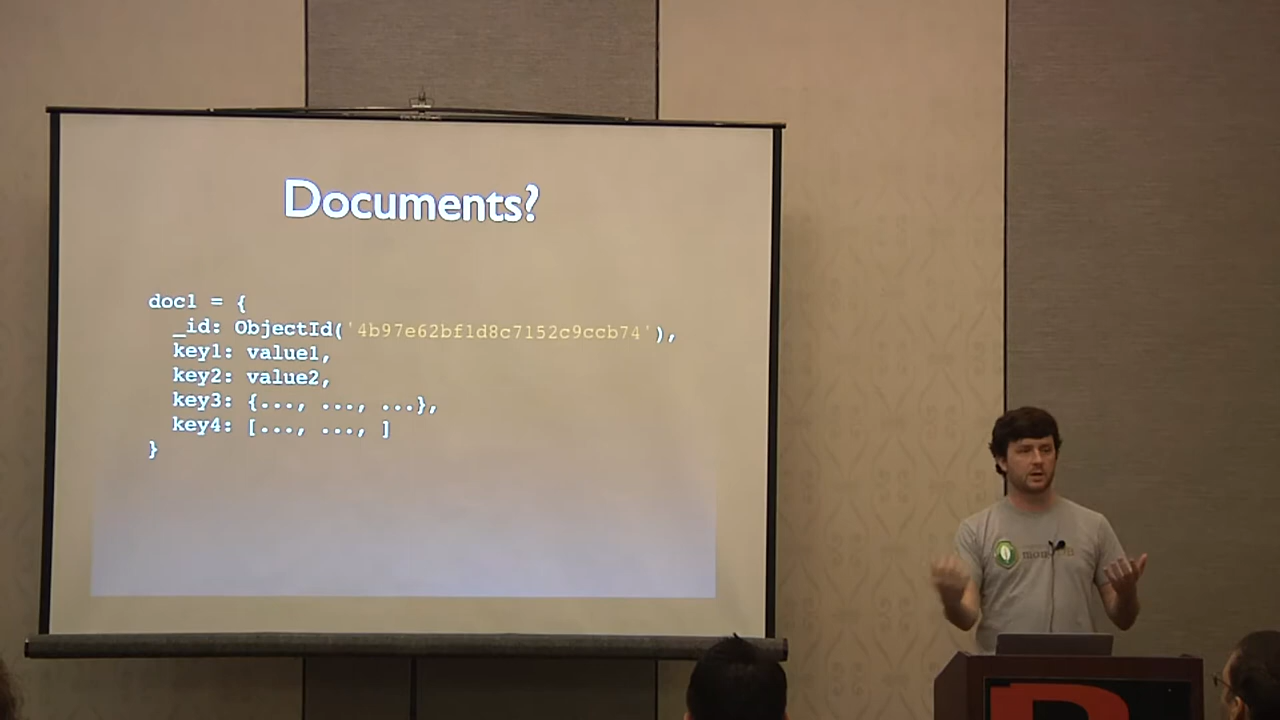 Documents?
doc1 = {
_id: ObjectId('4b97e62bf1d8c7152c9ccb74'),
key1: value1,
key2: value2,
key3: {..., ..., ...},
key4: [..., ..., ]
}